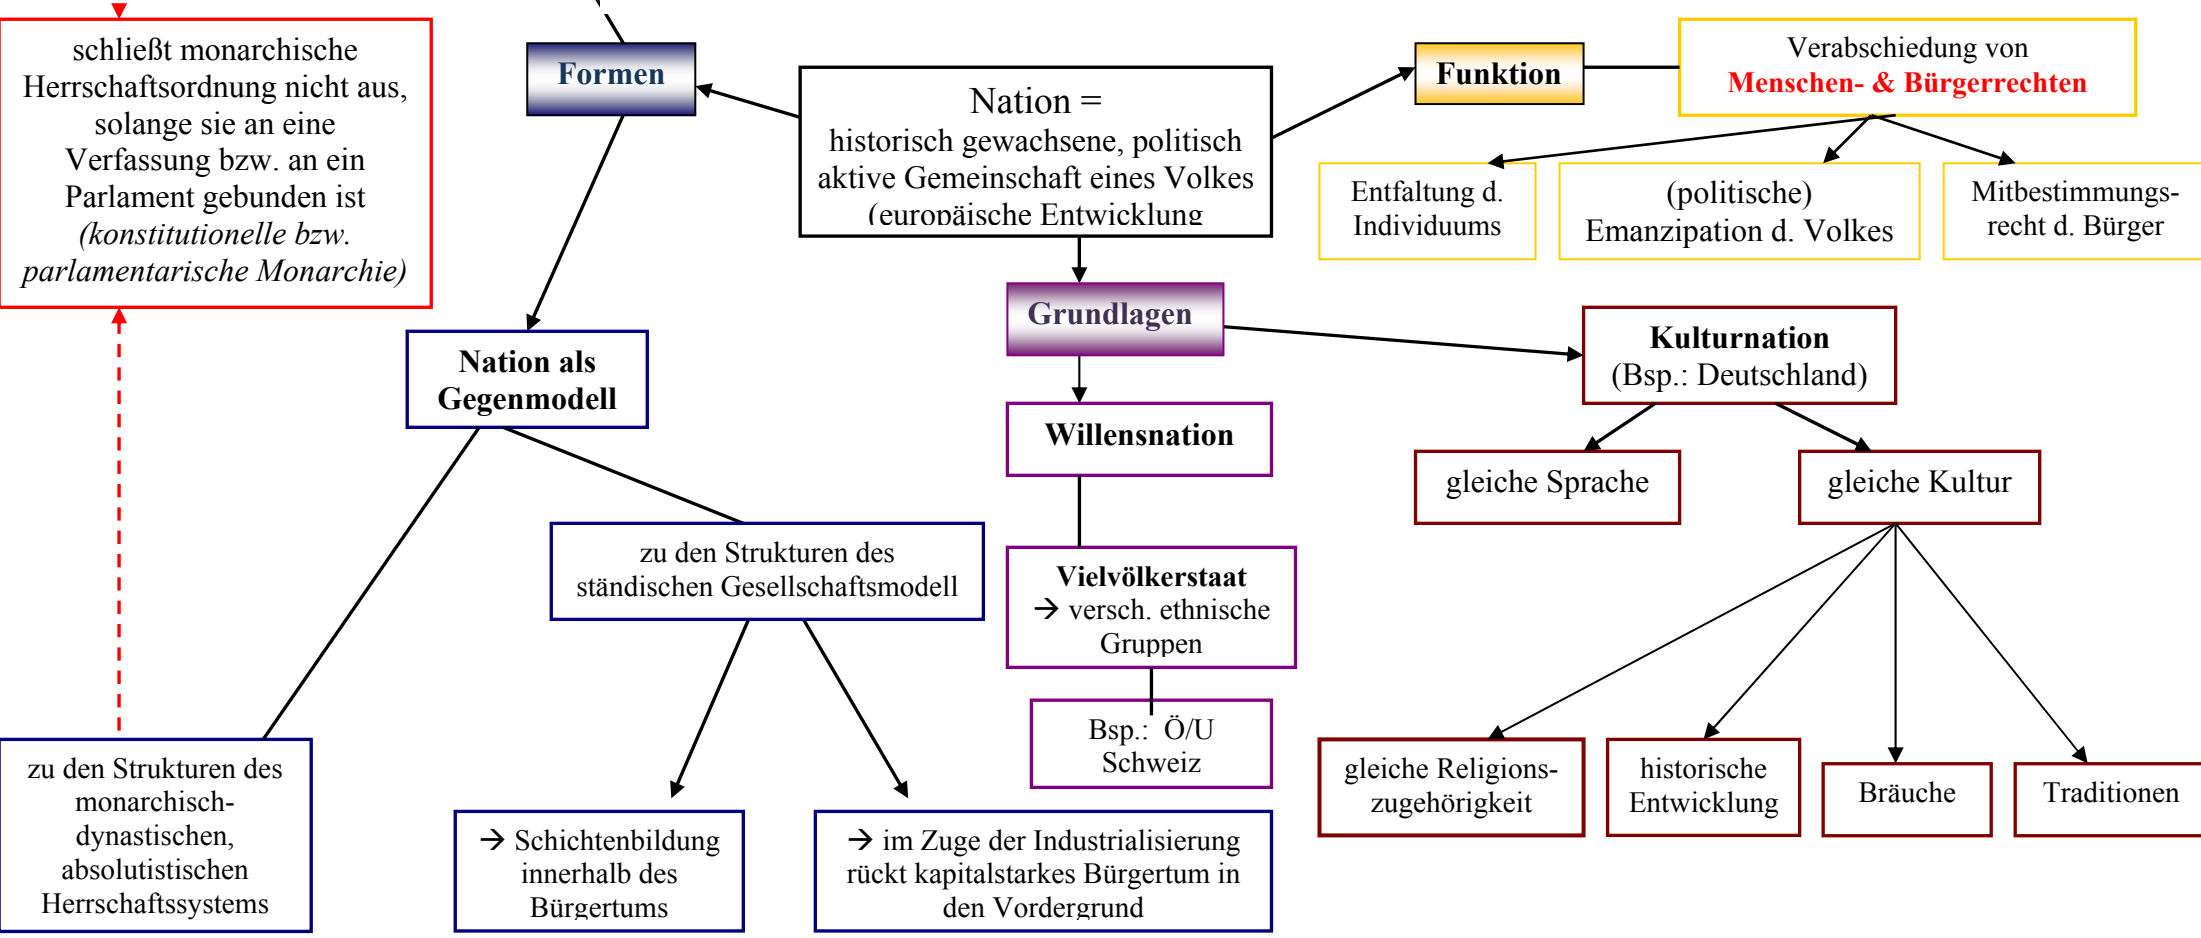 schließt monarchische
Herrschaftsordnung nicht aus,
solange sie an eine
Verfassung bzw. an ein
Parlament gebunden ist
(konstitutionelle bzw.
parlamentarische Monarchie)
Formen
Nation =
historisch gewachsene, politisch
aktive Gemeinschaft eines Volkes
(europäische Entwicklung
Funktion
Verabschiedung von
Menschen- & Bürgerrechten
Entfaltung d.
Individuums
(politische)
Emanzipation d. Volkes
Mitbestimmungs-
recht d. Bürger
Grundlagen
Nation als
Gegenmodell
Willensnation
Kulturnation
(Bsp.: Deutschland)
gleiche Sprache
gleiche Kultur
zu den Strukturen des
ständischen Gesellschaftsmodell
Vielvölkerstaat
→ versch. ethnische
Gruppen
Bsp.: Ö/U
Schweiz
zu den Strukturen des
monarchisch-
dynastischen,
absolutistischen
Herrschaftssystems
→ Schichtenbildung
innerhalb des
Bürgertums
→ im Zuge der Industrialisierung
rückt kapitalstarkes Bürgertum in
den Vordergrund
gleiche Religions-
zugehörigkeit
historische
Entwicklung
Bräuche
Traditionen